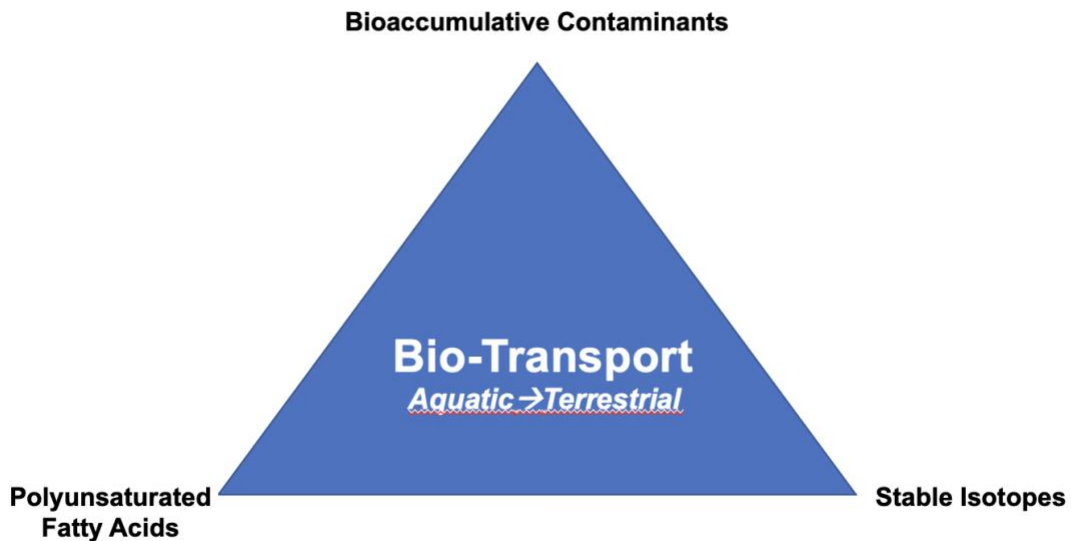 Bioaccumulative Contaminants
Bio-Transport
Aquatic→Terrestrial
Polyunsaturated
Fatty Acids
Stable Isotopes